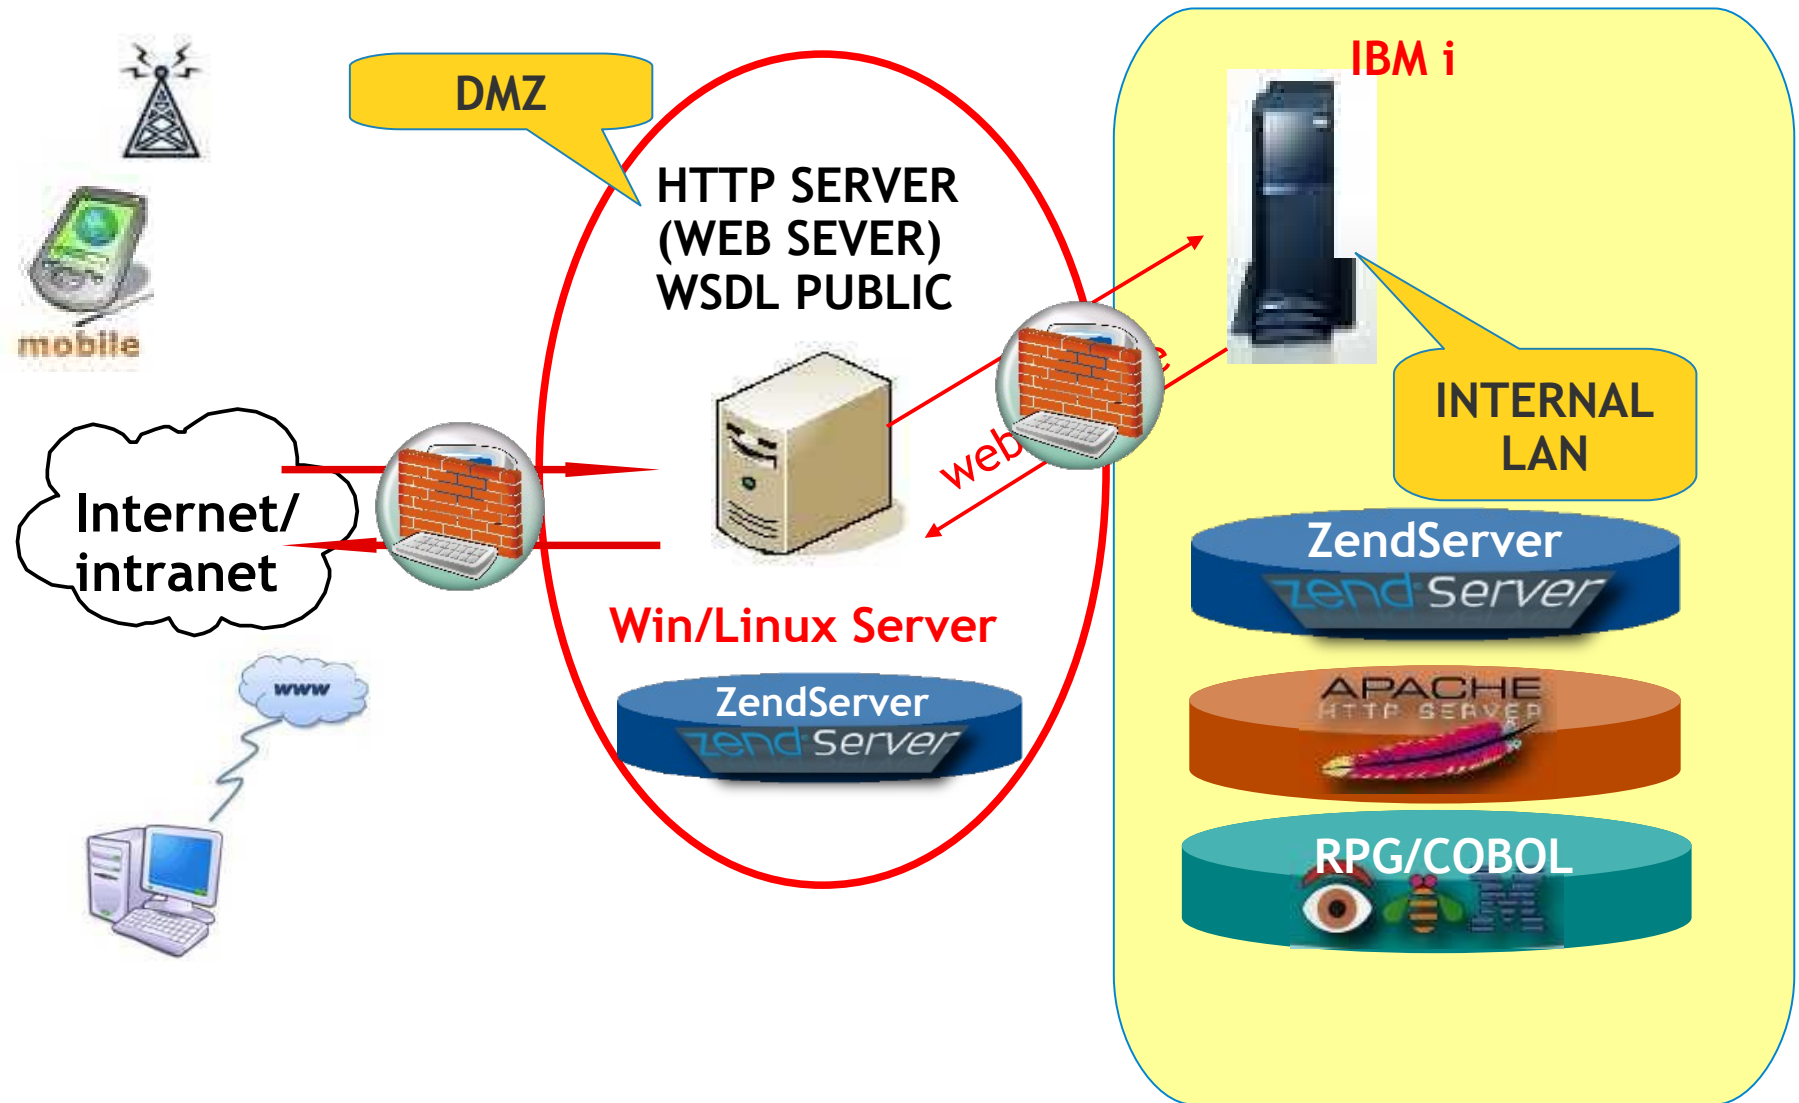 IBM i
DMZ
HTTP SERVER
(WEB SEVER)
WSDL PUBLIC
mobile
web
INTERNAL
LAN
Internet/
intranet
ZendServer
zend Server
Win/Linux Server
www
ZendServer
zend Server
APACHE
HTTP SERVER
RPG/COBOL